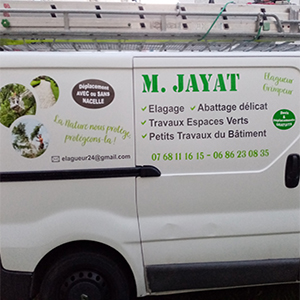 Déplacement
AVEC ou SANS
NACELLE
La Nature nous protège,
protégeons-la !
elagueur24@gmail.com
M. JAYAT
Elagueur
Grimpeur
Elagage
Abattage délicat
Travaux Espaces Verts
Petits Travaux du Bâtiment
07 68 11 16 15 - 06 86 23 08 35